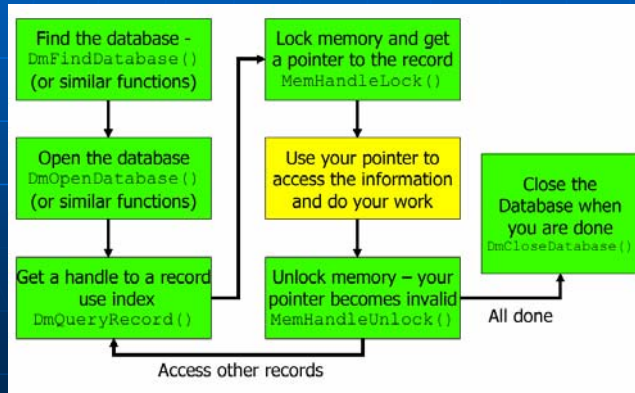 Find the database -
DmFindDatabase()
(or similar functions)
Open the database
DmOpenDatabase()
(or similar functions)
Get a handle to a record
use index
DmQueryRecord()
Lock memory and get
a pointer to the record
MemHandleLock()
Use your pointer to
access the information
and do your work
Unlock memory – your
pointer becomes invalid
MemHandleUnlock()
Close the
Database when
you are done
DmCloseDatabase()
All done
Access other records